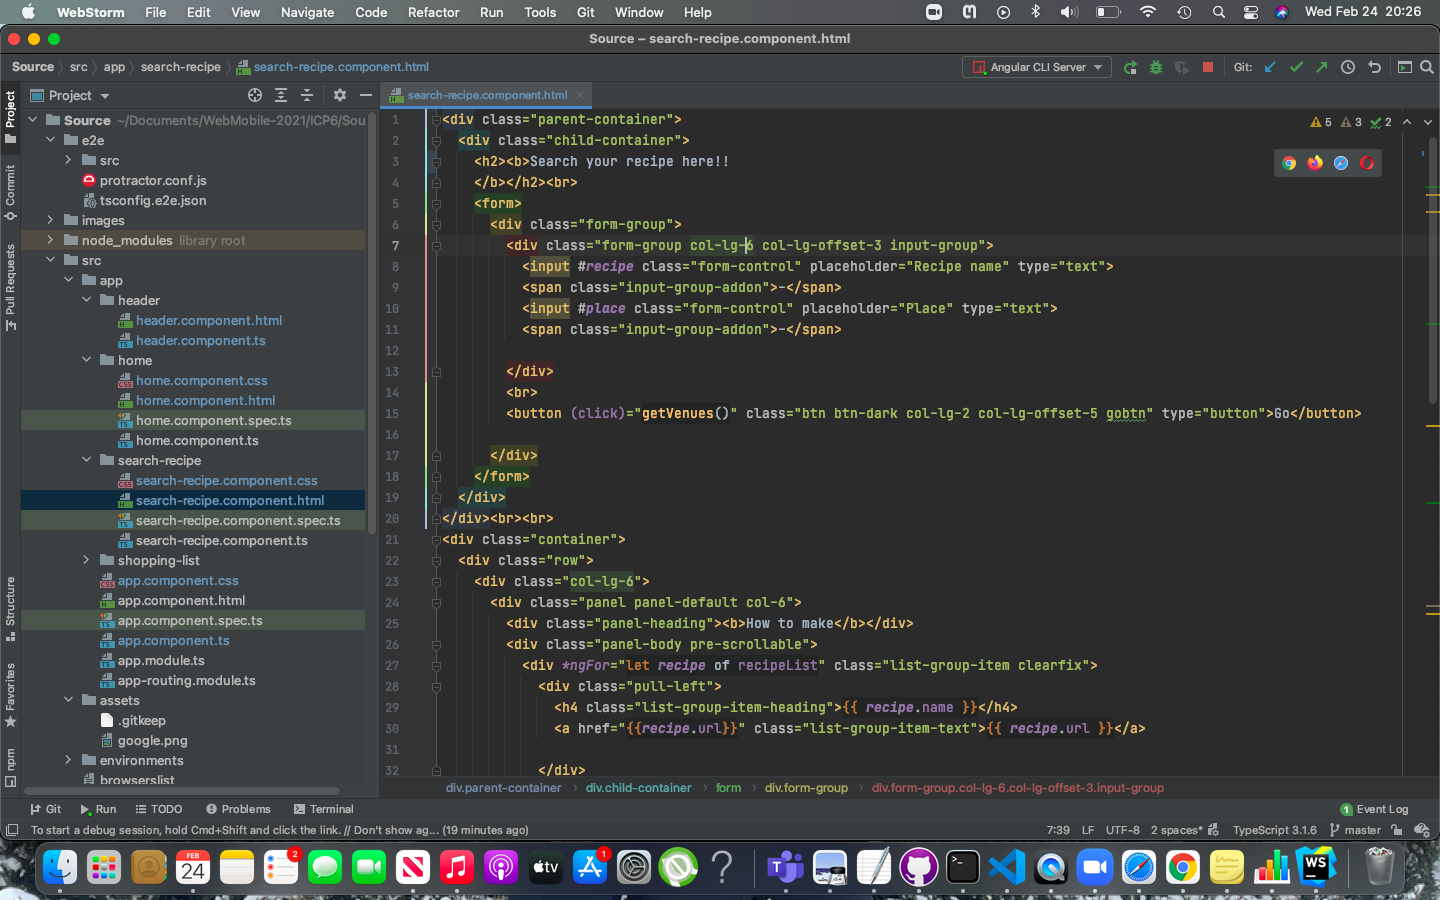 WebStorm File Edit View Navigate Code Refactor Run Tools Git Window Help Wed Feb 24 20:26
Source – search-recipe.component.html
Source src app search-recipe search-recipe.component.html Angular CLI Server Git:
Project search-recipe.component.html
Source ~/Documents/WebMobile-2021/ICP6/Sou
e2e
src
protractor.conf.js
tsconfig.e2e.json
images
node_modules library root
src
app
header
header.component.html
header.component.ts
home
home.component.css
home.component.html
home.component.spec.ts
home.component.ts
search-recipe
search-recipe.component.css
search-recipe.component.html
search-recipe.component.spec.ts
search-recipe.component.ts
shopping-list
app.component.css
app.component.html
app.component.spec.ts
app.component.ts
app.module.ts
app-routing.module.ts
assets
.gitkeep
google.png
environments
browserslist
Project
Commit
Pull Requests
Structure
Favorites
npm
5 3 2
1 <div class="parent-container">
2 <div class="child-container">
3 <h2><b>Search your recipe here!!
4 </b></h2><br>
5 <form>
6 <div class="form-group">
7 <div class="form-group col-lg-6 col-lg-offset-3 input-group">
8 <input #recipe class="form-control" placeholder="Recipe name" type="text">
9 <span class="input-group-addon">-</span>
10 <input #place class="form-control" placeholder="Place" type="text">
11 <span class="input-group-addon">-</span>
12
13 </div>
14 <br>
15 <button (click)="getVenues()" class="btn btn-dark col-lg-2 col-lg-offset-5 gobtn" type="button">Go</button>
16
17 </div>
18 </form>
19 </div>
20 </div><br><br>
21 <div class="container">
22 <div class="row">
23 <div class="col-lg-6">
24 <div class="panel panel-default col-6">
25 <div class="panel-heading"><b>How to make</b></div>
26 <div class="panel-body pre-scrollable">
27 <div *ngFor="let recipe of recipeList" class="list-group-item clearfix">
28 <div class="pull-left">
29 <h4 class="list-group-item-heading">{{ recipe.name }}</h4>
30 <a href="{{recipe.url}}" class="list-group-item-text">{{ recipe.url }}</a>
31
32 </div>
div.parent-container div.child-container form div.form-group div.form-group.col-lg-6.col-lg-offset-3.input-group
Git Run TODO Problems Terminal 1 Event Log
To start a debug session, hold Cmd+Shift and click the link. // Don't show ag... (19 minutes ago) 7:39 LF UTF-8 2 spaces* TypeScript 3.1.6 master
FEB
24
2
tv
1
WS